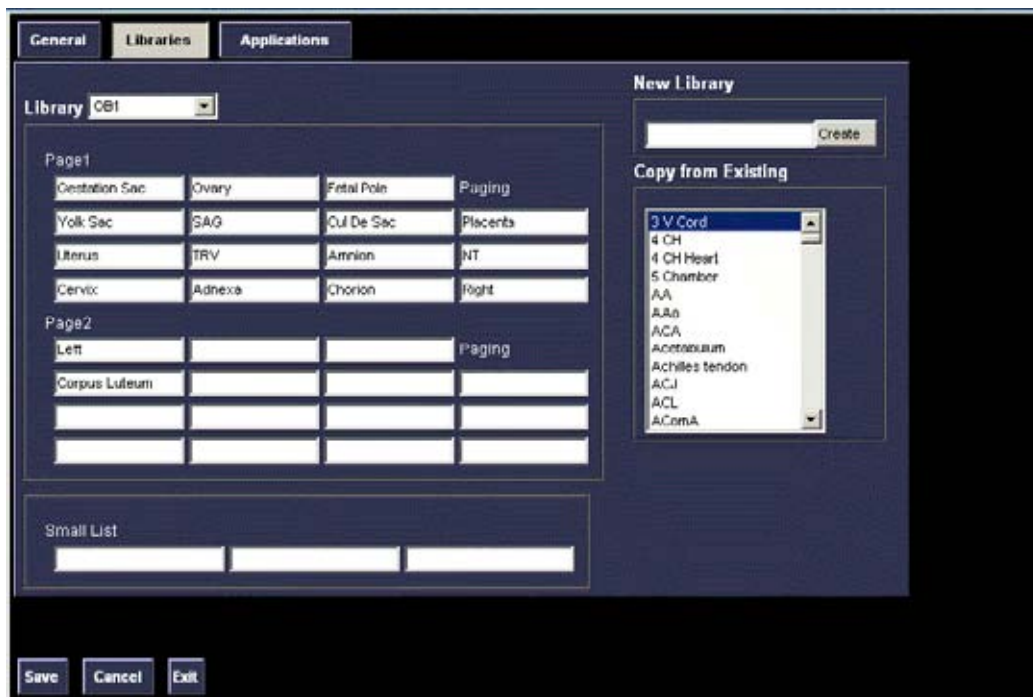 General Libraries Applications
Library OB1
Page1
Gestation Sac Ovary Fetal Pole Paging
Yolk Sac SAG Cul De Sac Placenta
Uterus TRV Amnion NT
Cervix Adnexa Chorion Right
Page2
Left Paging
Corpus Luteum
Small List
New Library
Create
Copy from Existing
3 V Cord
4 CH
4 CH Heart
5 Chamber
AA
AAo
ACA
Acetabulum
Achilles tendon
ACJ
ACL
AComA
Save Cancel Exit